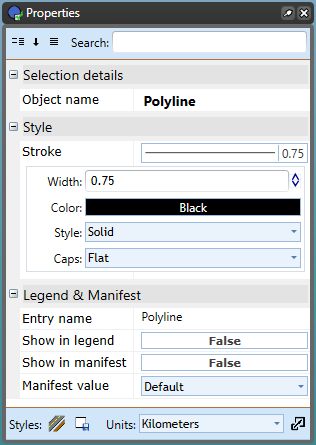 Properties
Search:
Selection details
Object name Polyline
Style
Stroke 0.75
Width: 0.75
Color: Black
Style: Solid
Caps: Flat
Legend & Manifest
Entry name Polyline
Show in legend False
Show in manifest False
Manifest value Default
Styles: Units: Kilometers